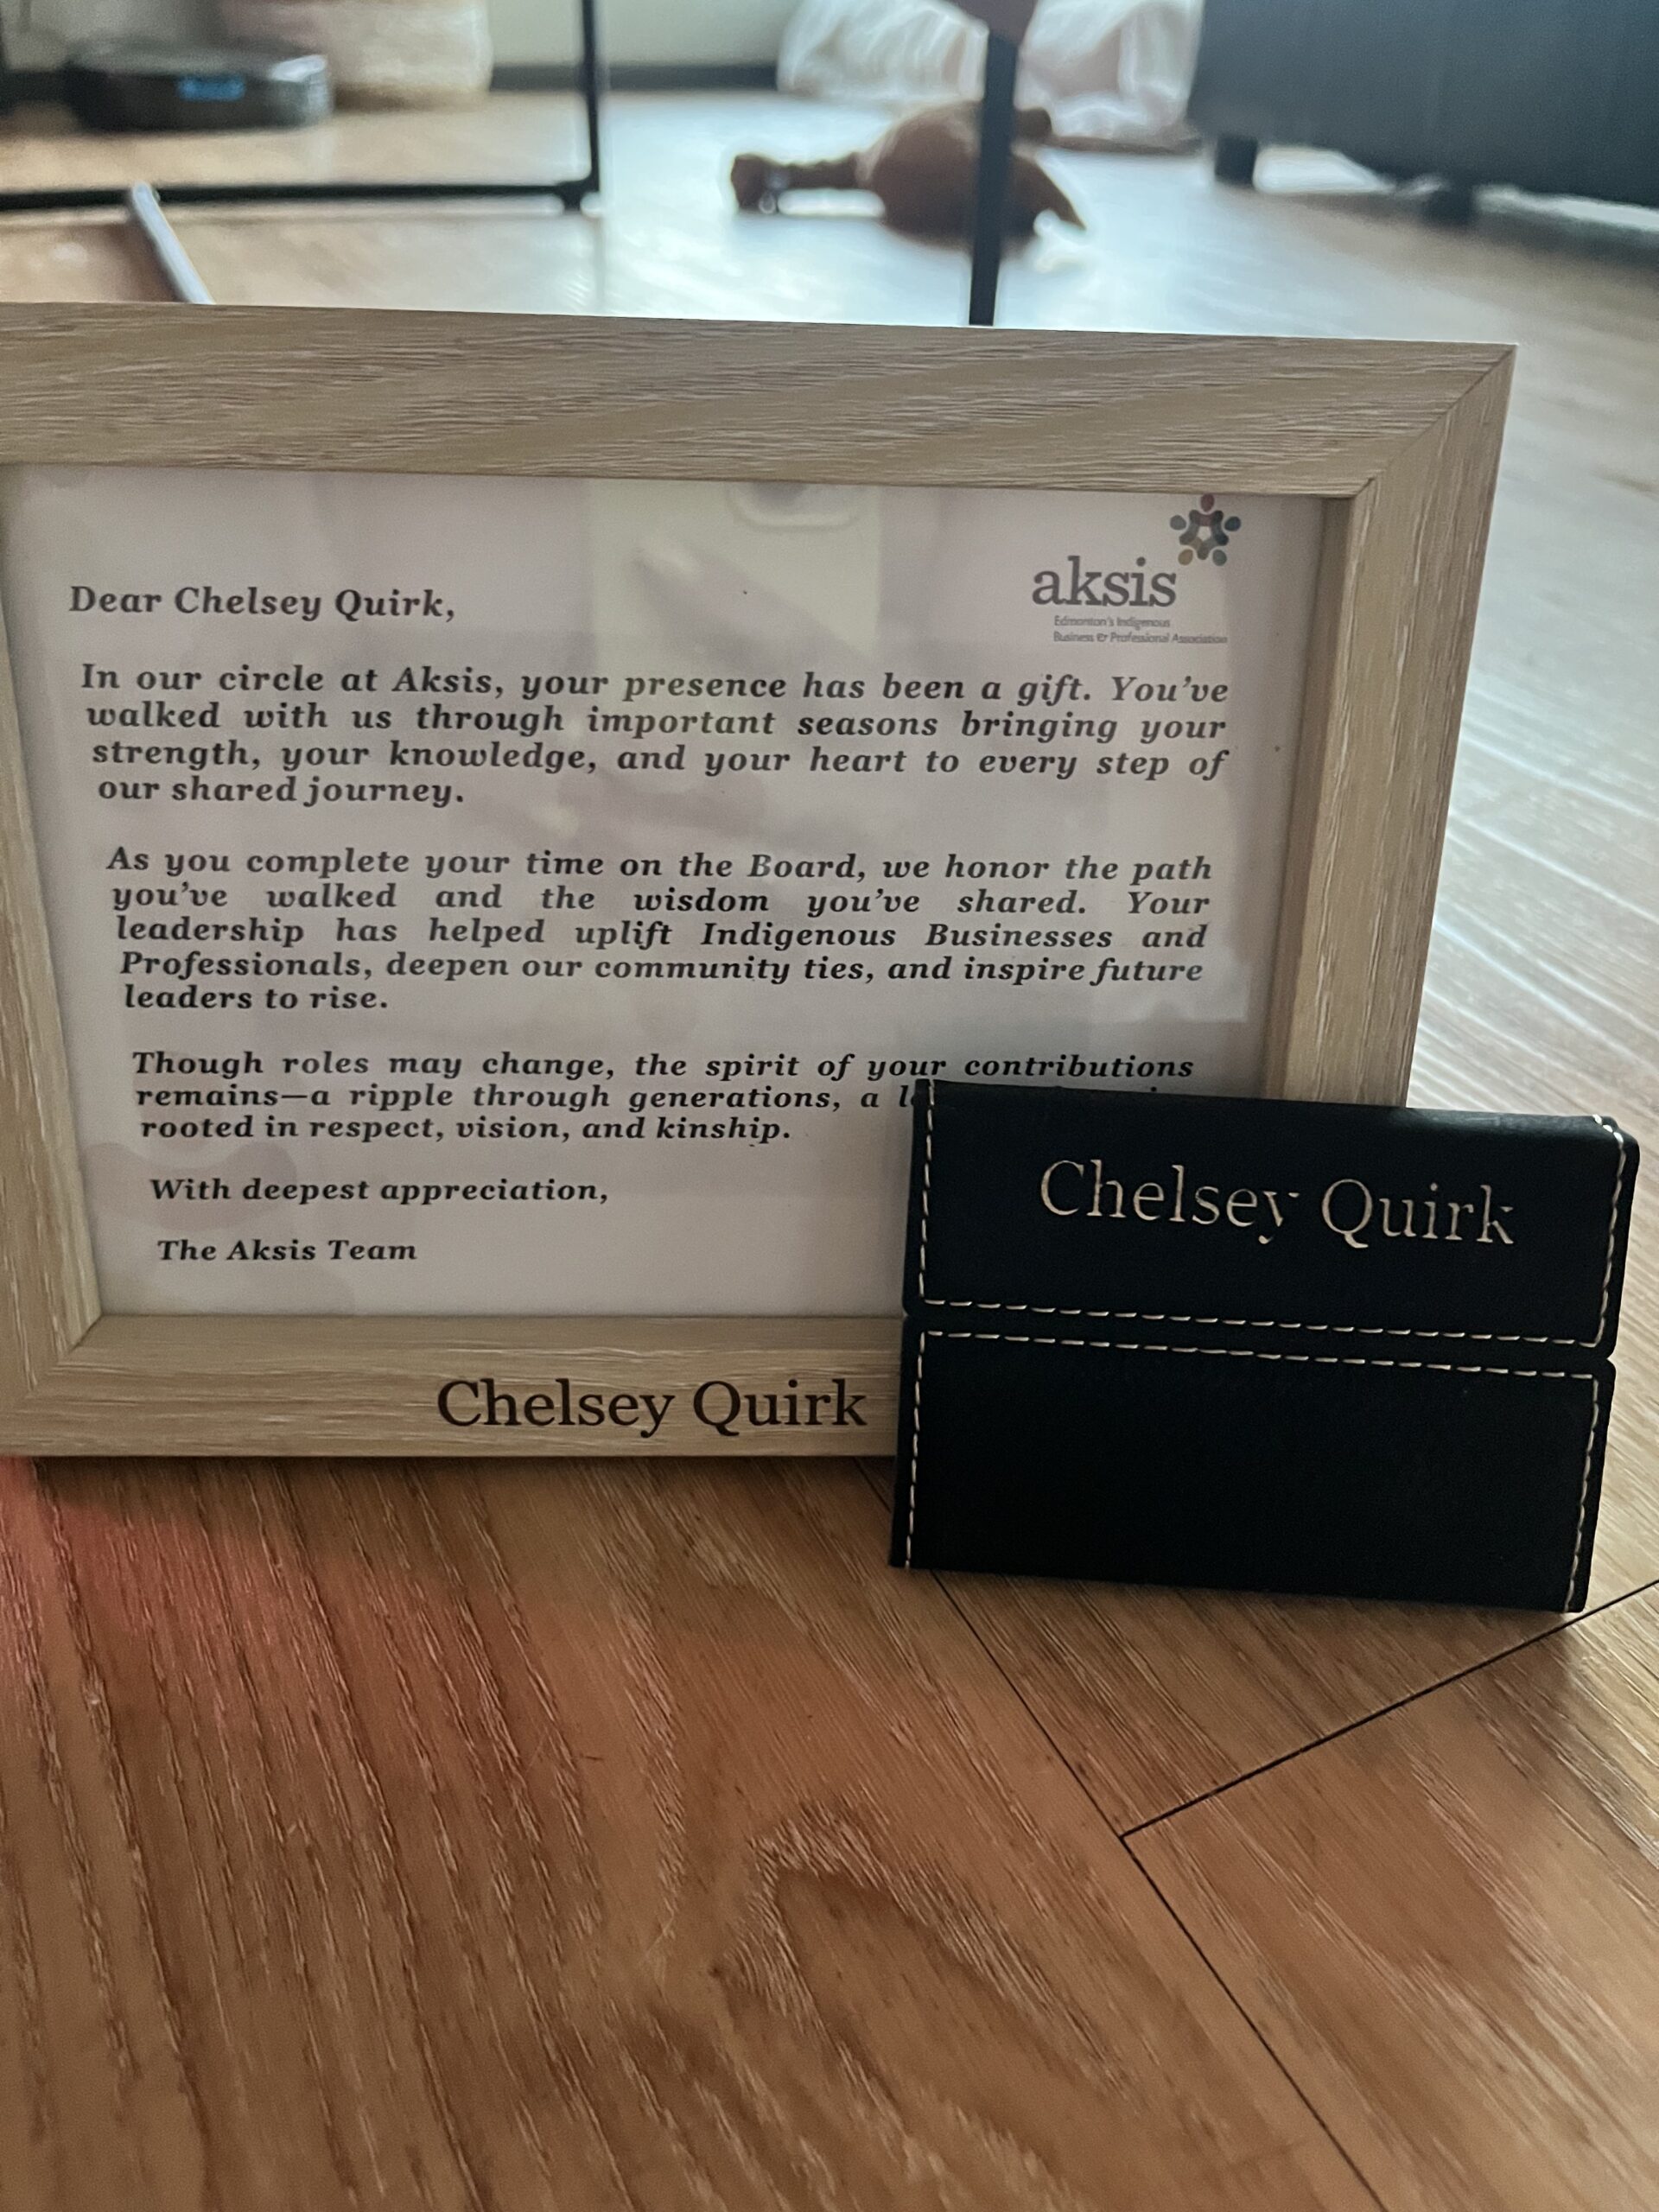 aksis
Edmonton's Indigenous
Business & Professional Association
Dear Chelsey Quirk,
In our circle at Aksis, your presence has been a gift. You've
walked with us through important seasons bringing your
strength, your knowledge, and your heart to every step of
our shared journey.
As you complete your time on the Board, we honor the path
you've walked and the wisdom you've shared. Your
leadership has helped uplift Indigenous Businesses and
Professionals, deepen our community ties, and inspire future
leaders to rise.
Though roles may change, the spirit of your contributions
remains—a ripple through generations, a
rooted in respect, vision, and kinship.
With deepest appreciation,
The Aksis Team
Chelsey Quirk
Chelsey Quirk